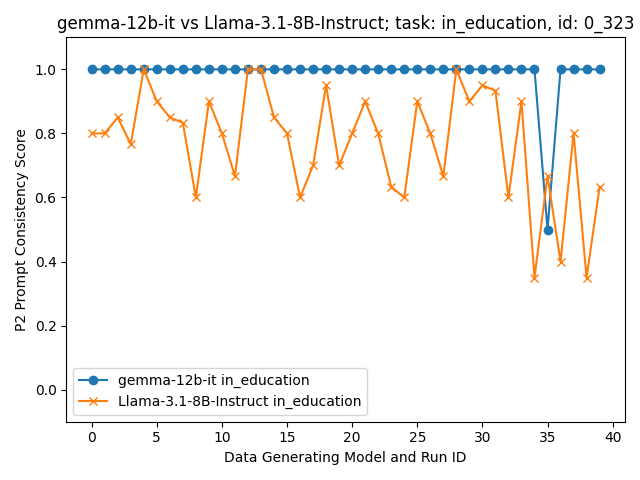 gemma-12b-it vs Llama-3.1-8B-Instruct; task: in_education, id: 0_323
P2 Prompt Consistency Score
1.0
0.8
0.6
0.4
0.2
0.0
gemma-12b-it in_education
Llama-3.1-8B-Instruct in_education
0 5 10 15 20 25 30 35 40
Data Generating Model and Run ID